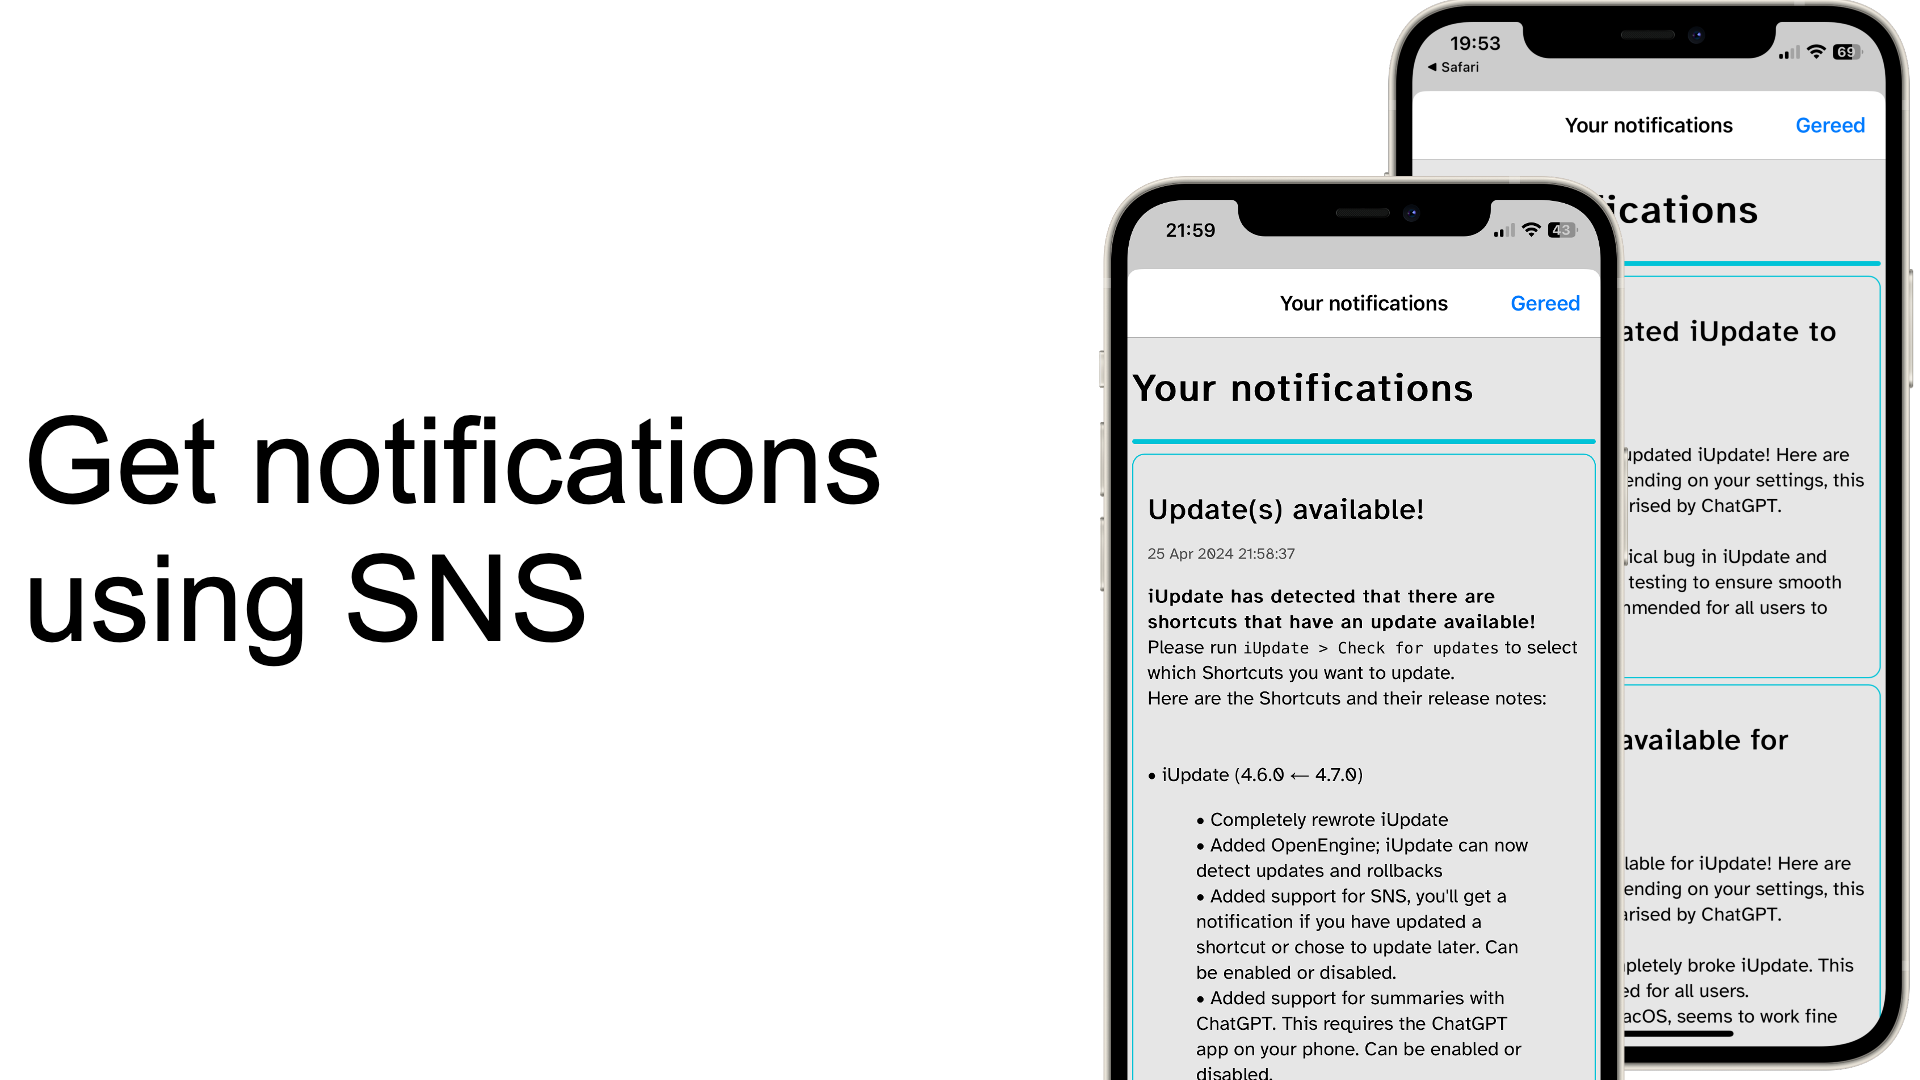 Get notifications
using SNS
21:59
43
Your notifications
Gereed
Your notifications
Update(s) available!
25 Apr 2024 21:58:37
iUpdate has detected that there are
shortcuts that have an update available!
Please run iUpdate > Check for updates to select
which Shortcuts you want to update.
Here are the Shortcuts and their release notes:
• iUpdate (4.6.0 ← 4.7.0)
• Completely rewrote iUpdate
• Added OpenEngine; iUpdate can now
detect updates and rollbacks
• Added support for SNS, you'll get a
notification if you have updated a
shortcut or chose to update later. Can
be enabled or disabled.
• Added support for summaries with
ChatGPT. This requires the ChatGPT
app on your phone. Can be enabled or
disabled.
19:53
◀ Safari
69
Your notifications
Gereed
ications
ated iUpdate to
updated iUpdate! Here are
ending on your settings, this
rised by ChatGPT.
ical bug in iUpdate and
testing to ensure smooth
mmended for all users to
available for
lable for iUpdate! Here are
ending on your settings, this
arised by ChatGPT.
pletely broke iUpdate. This
ed for all users.
acOS, seems to work fine